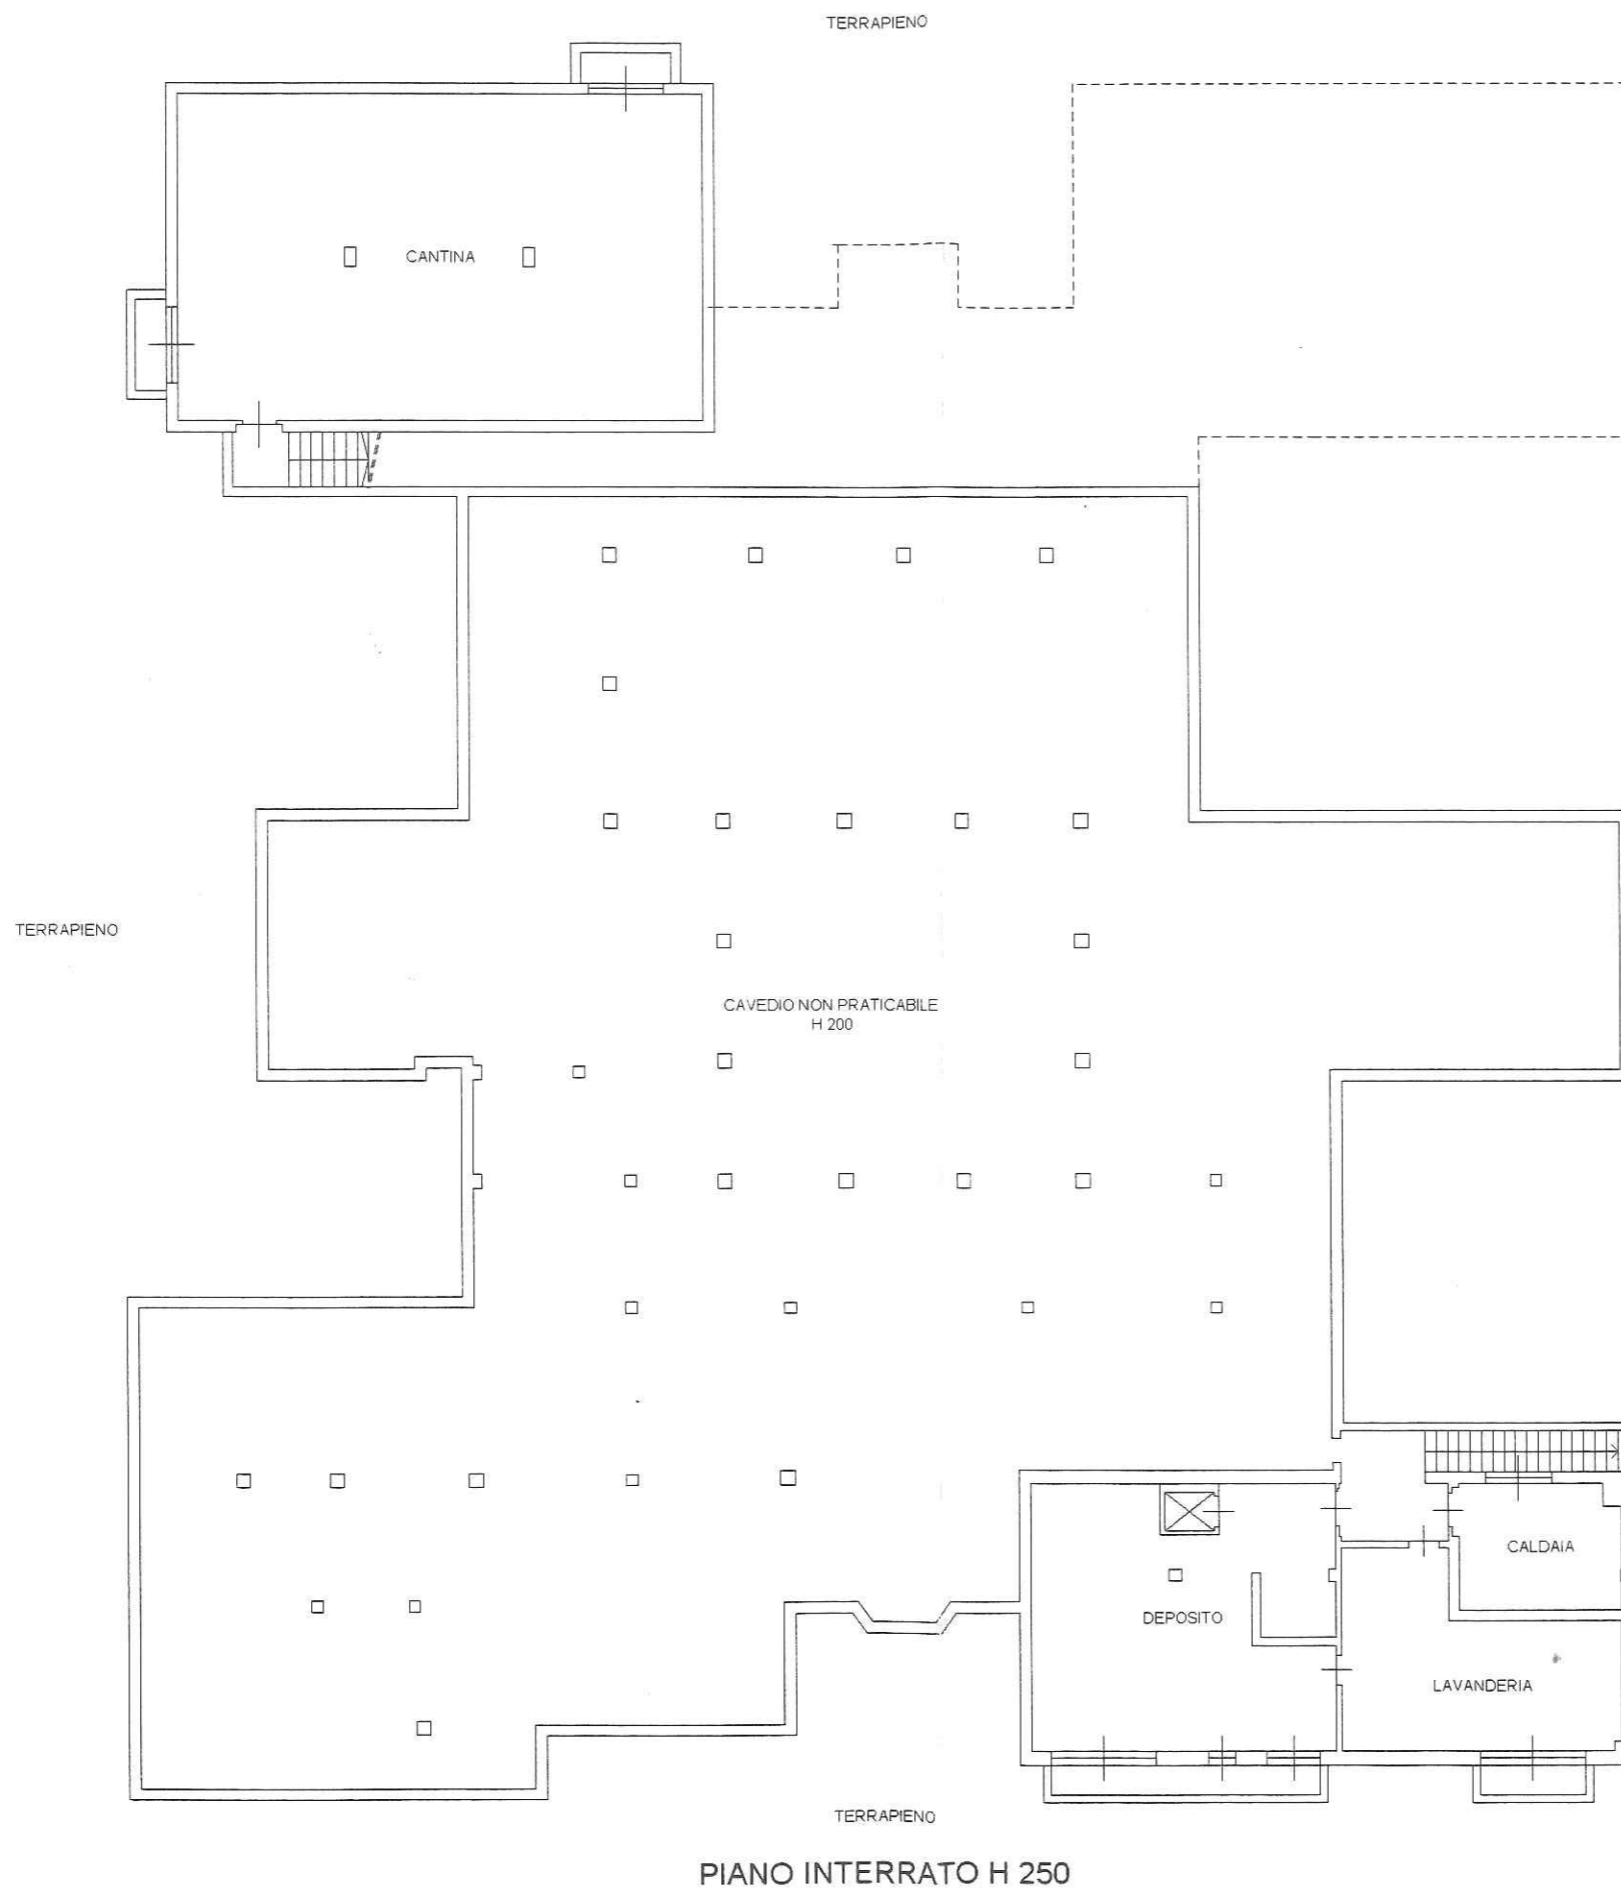 TERRAPIENO
CANTINA
TERRAPIENO
CAVEDIO NON PRATICABILE
H 200
CALDAIA
DEPOSITO
LAVANDERIA
TERRAPIENO
PIANO INTERRATO H 250